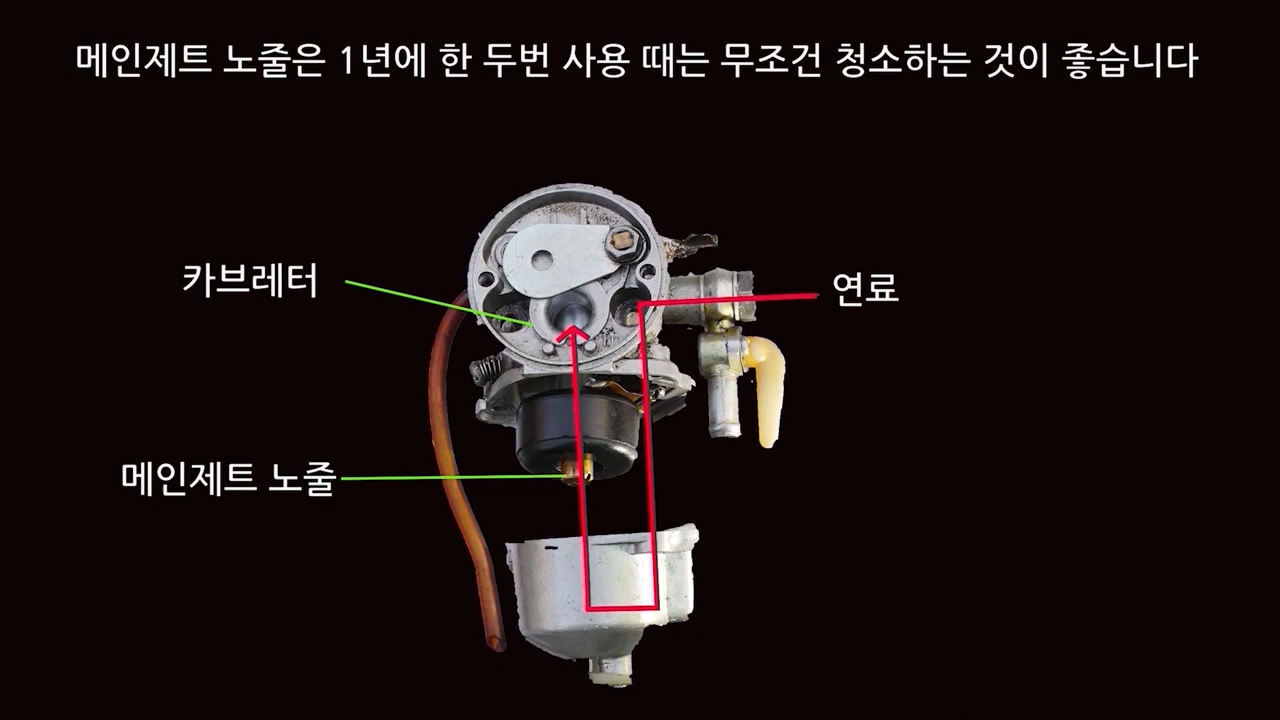 메인제트 노줄은 1년에 한 두번 사용 때는 무조건 청소하는 것이 좋습니다
카브레터
연료
메인제트 노줄